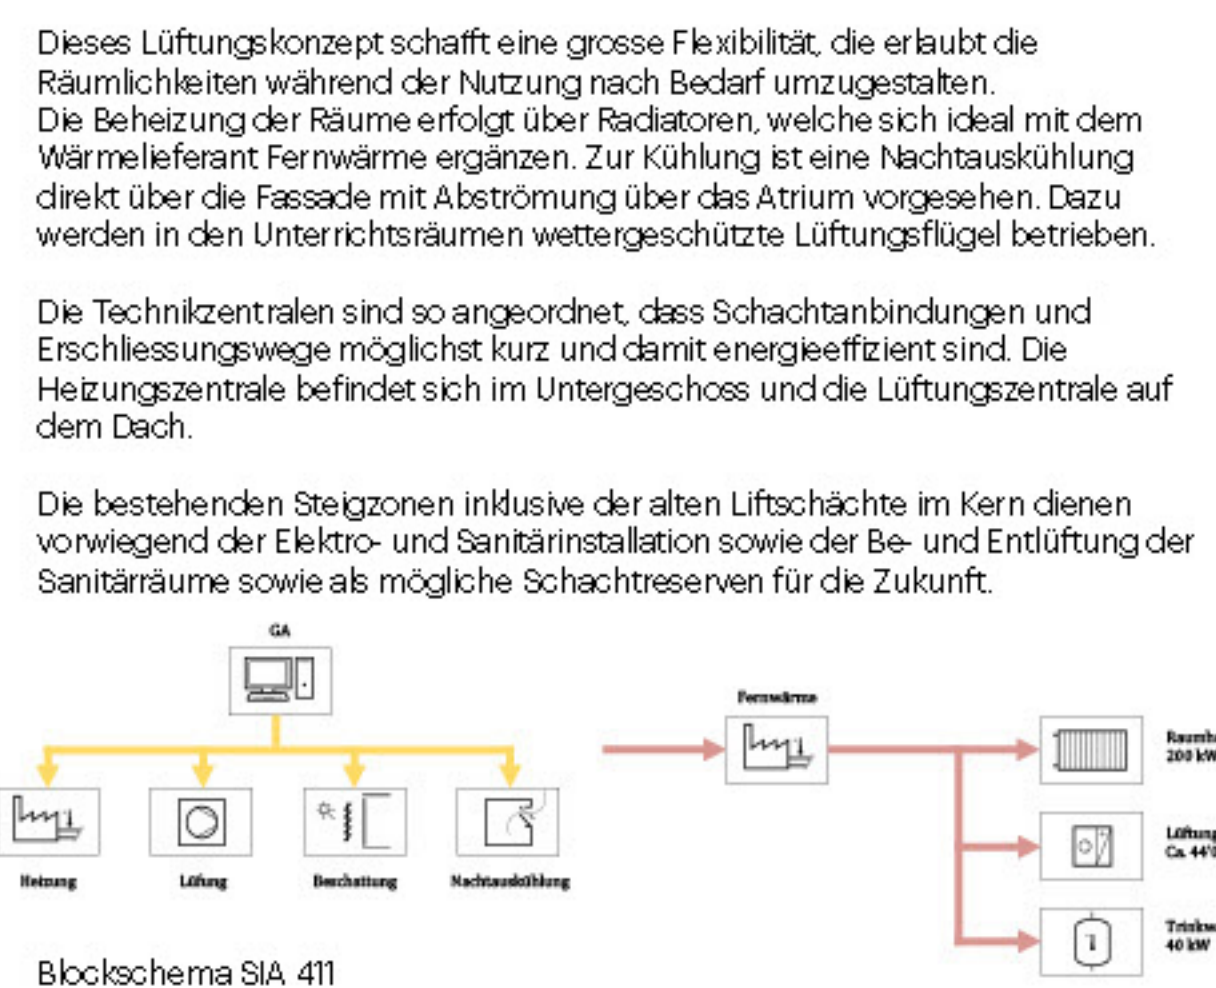 Dieses Lüftungskonzept schafft eine grosse Flexibilität, die erlaubt die
Räumlichkeiten während der Nutzung nach Bedarf umzugestalten.
Die Beheizung der Räume erfolgt über Radiatoren, welche sich ideal mit dem
Wärmelieferant Fernwärme ergänzen. Zur Kühlung ist eine Nachtauskühlung
direkt über die Fassade mit Abströmung über das Atrium vorgesehen. Dazu
werden in den Unterrichtsräumen wettergeschützte Lüftungsflügel betrieben.
Die Technikzentralen sind so angeordnet, dass Schachtanbindungen und
Erschliessungswege möglichst kurz und damit energieeffizient sind. Die
Heizungszentrale befindet sich im Untergeschoss und die Lüftungszentrale auf
dem Dach.
Die bestehenden Steigzonen inklusive der alten Liftschächte im Kern dienen
vorwiegend der Elektro- und Sanitärinstallation sowie der Be- und Entlüftung der
Sanitärräume sowie als mögliche Schachtreserven für die Zukunft.
GA
Heizung
Lüfung
Beschattung
Nachtauskühlung
Fernwärme
200 kW
Lüftung
Ca.
40 kW
Blockschema SIA 411